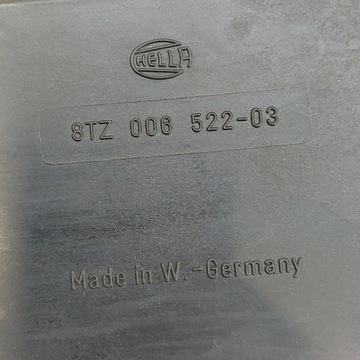 HELLA
8TZ 006 522-03
Made in W.-Germany